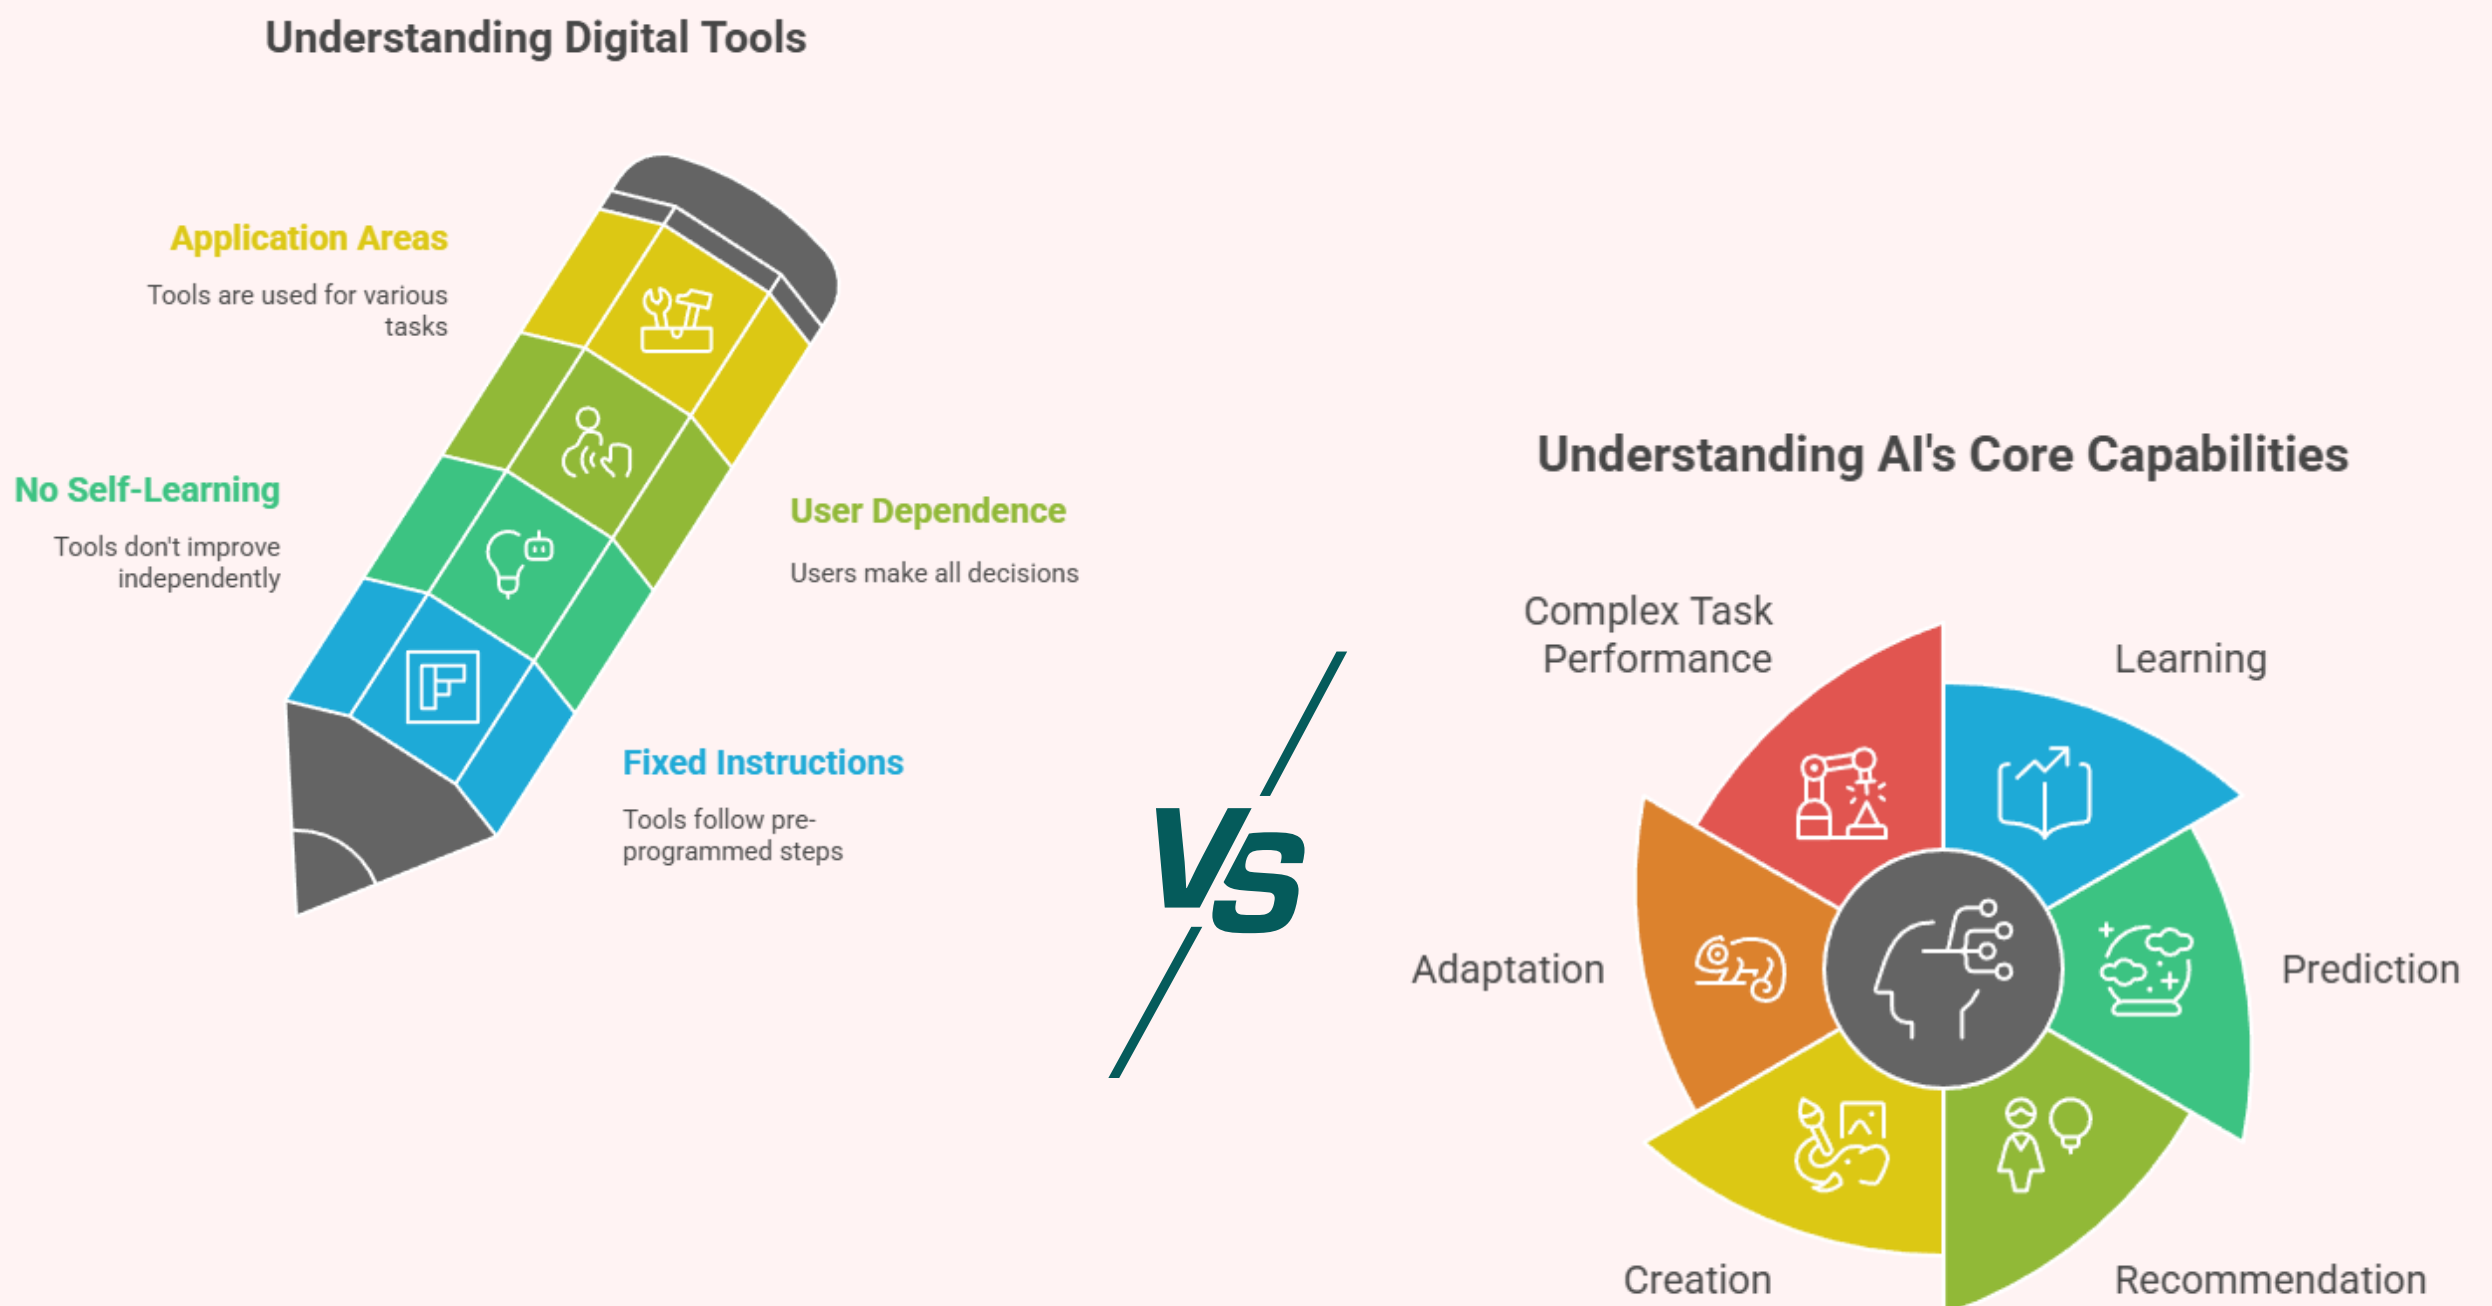 Understanding Digital Tools
Application Areas
Tools are used for various
tasks
No Self-Learning
Tools don't improve
independently
User Dependence
Users make all decisions
Fixed Instructions
Tools follow pre-
programmed steps
VS
Understanding AI's Core Capabilities
Complex Task
Performance
Learning
Adaptation
Prediction
Creation
Recommendation